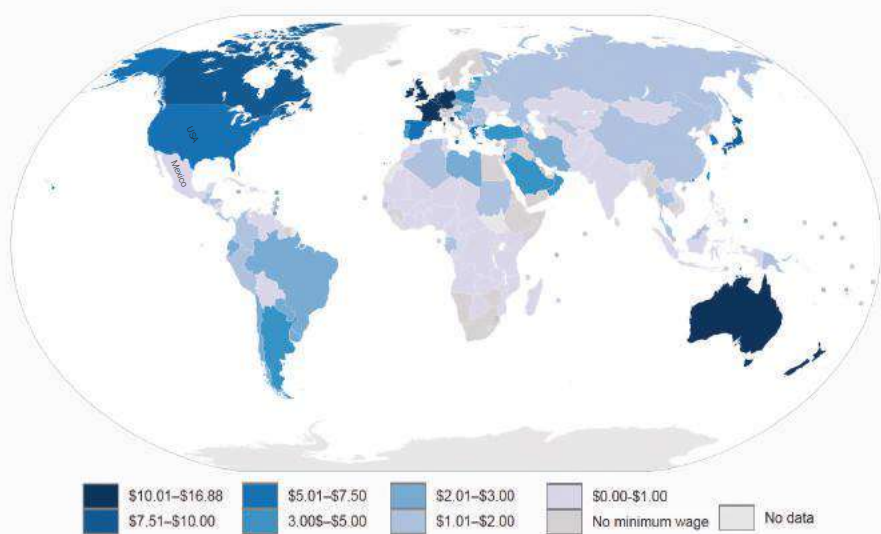 USA
Mexico
$10.01–$16.88
$5.01–$7.50
$2.01–$3.00
$0.00-$1.00
$7.51–$10.00
3.00$–$5.00
$1.01–$2.00
No minimum wage
No data